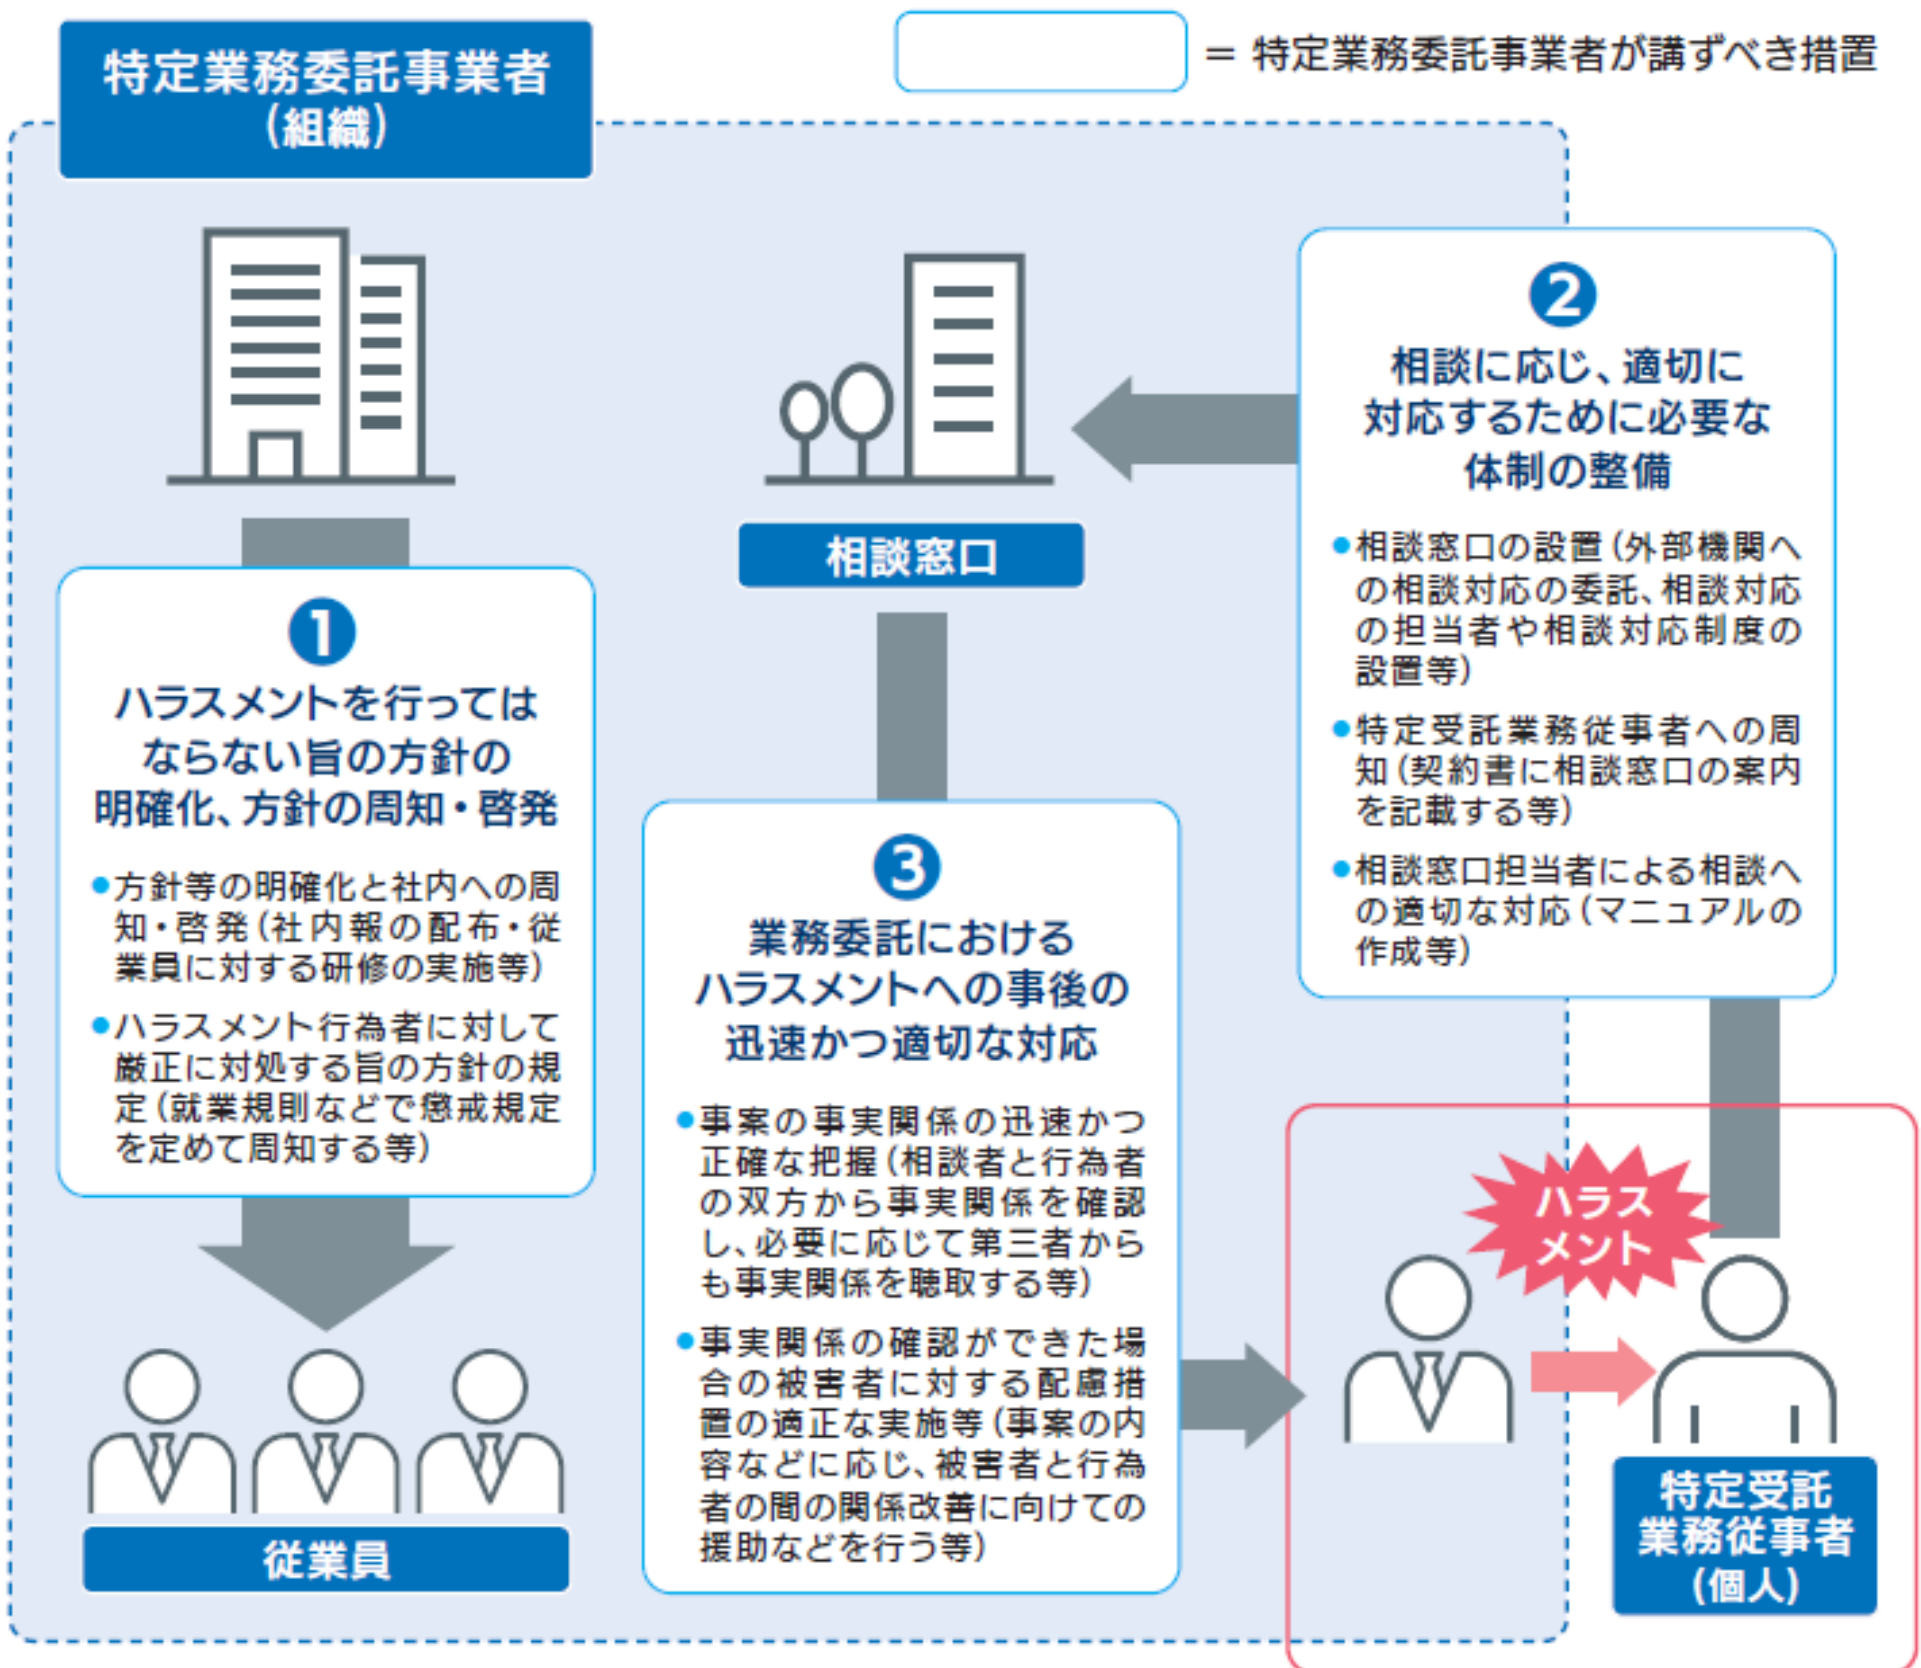 特定業務委託事業者
(組織)
= 特定業務委託事業者が講ずべき措置
1
ハラスメントを行っては
ならない旨の方針の
明確化、方針の周知・啓発
●方針等の明確化と社内への周
知・啓発(社内報の配布・従
業員に対する研修の実施等)
●ハラスメント行為者に対して
厳正に対処する旨の方針の規
定(就業規則などで懲戒規定
を定めて周知する等)
従業員
相談窓口
2
相談に応じ、適切に
対応するために必要な
体制の整備
●相談窓口の設置(外部機関へ
の相談対応の委託、相談対応
の担当者や相談対応制度の
設置等)
●特定受託業務従事者への周
知(契約書に相談窓口の案内
を記載する等)
●相談窓口担当者による相談へ
の適切な対応(マニュアルの
作成等)
3
業務委託における
ハラスメントへの事後の
迅速かつ適切な対応
●事案の事実関係の迅速かつ
正確な把握(相談者と行為者
の双方から事実関係を確認
し、必要に応じて第三者から
も事実関係を聴取する等)
●事実関係の確認ができた場
合の被害者に対する配慮措
置の適正な実施等(事案の内
容などに応じ、被害者と行為
者の間の関係改善に向けての
援助などを行う等)
ハラス
メント
特定受託
業務従事者
(個人)